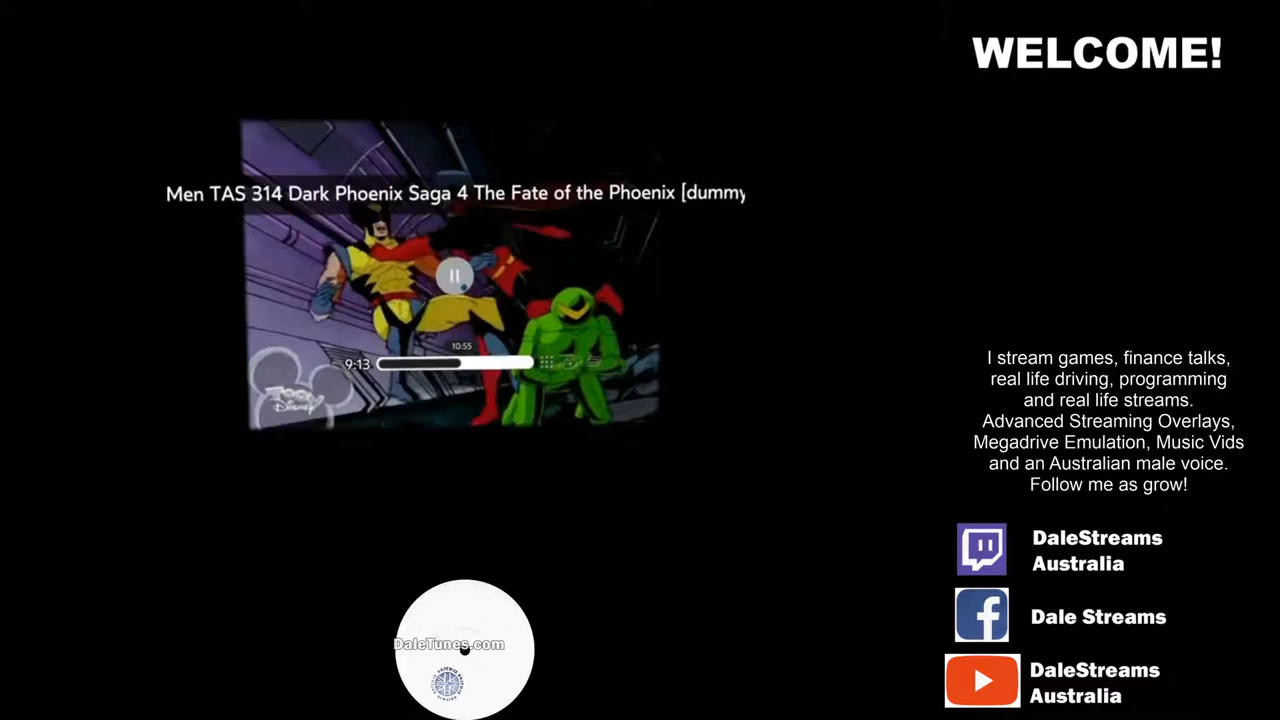 WELCOME!
Men TAS 314 Dark Phoenix Saga 4 The Fate of the Phoenix [dummy
10:55
9:13
TOON
DISNEY
I stream games, finance talks,
real life driving, programming
and real life streams.
Advanced Streaming Overlays,
Megadrive Emulation, Music Vids
and an Australian male voice.
Follow me as grow!
DaleStreams
Australia
Dale Streams
DaleStreams
Australia
DaleTunes.com